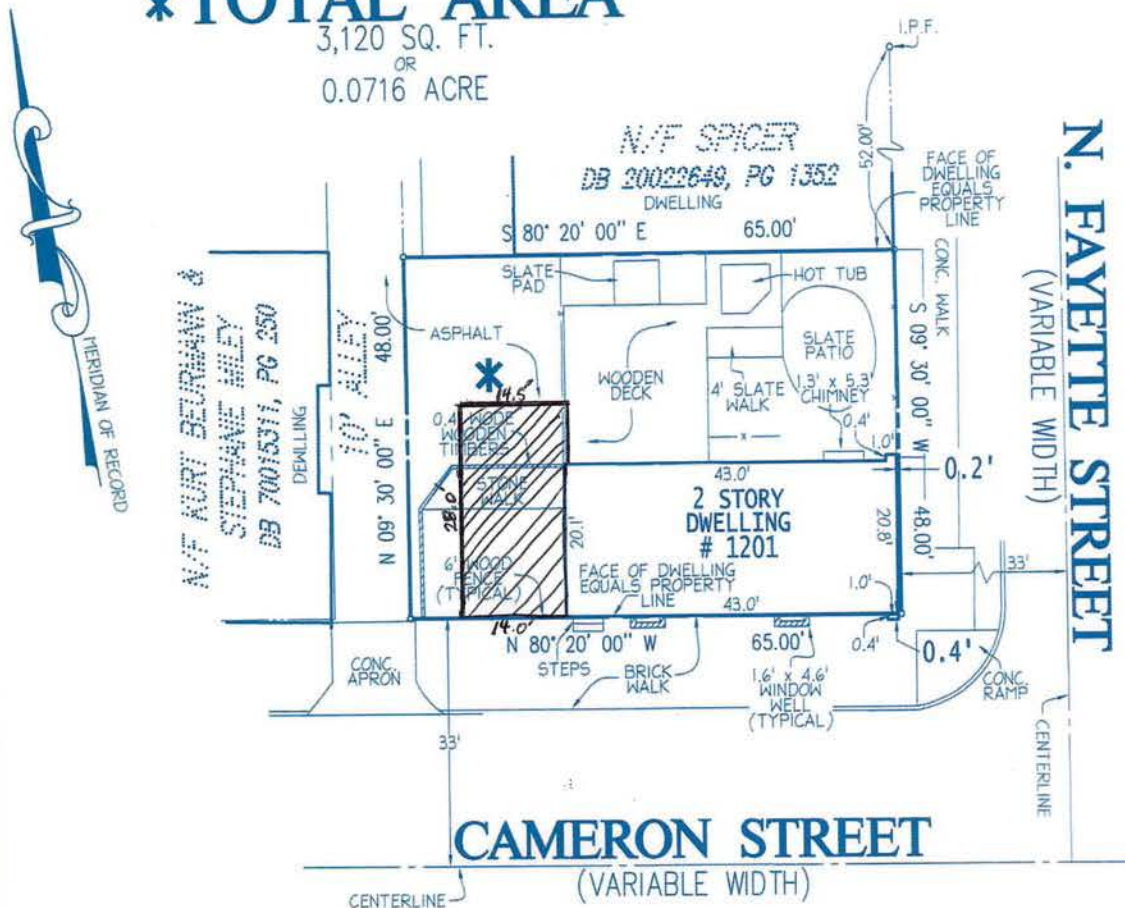 *TOTAL AREA
3,120 SQ. FT.
OR
0.0716 ACRE
I.P.F.
52.00'
N/F SPICER
DB 20022649, PG 1352
DWELLING
S 80° 20' 00" E
65.00'
FACE OF
DWELLING
EQUALS
PROPERTY
LINE
N. FAYETTE STREET
(VARIABLE WIDTH)
CONC. WALK
S 09° 30' 00" W
48.00'
MERIDIAN OF RECORD
N/F KURT BEURMANN &
STEPHANIE MILEY
DB 70015311, PG 250
DEWLLING
10' ALLEY
N 09° 30' 00" E
48.00'
ASPHALT
SLATE
PAD
HOT TUB
SLATE
PATIO
WOODEN
DECK
4' SLATE
WALK
1.3' x 5.3'
CHIMNEY
0.4'
1.0'
0.2'
*
14.5'
0.4' WIDE
WOODEN
TIMBERS
STONE
WALK
28.0'
20.1'
43.0'
2 STORY
DWELLING
# 1201
20.8'
6' WOOD
FENCE
(TYPICAL)
FACE OF DWELLING
EQUALS PROPERTY
LINE
43.0'
1.0'
33'
14.0'
N 80° 20' 00" W
65.00'
0.4'
0.4'
STEPS
BRICK
WALK
1.6' x 4.6'
WINDOW
WELL
(TYPICAL)
CONC.
RAMP
CONC.
APRON
33'
CENTERLINE
CAMERON STREET
(VARIABLE WIDTH)
CENTERLINE